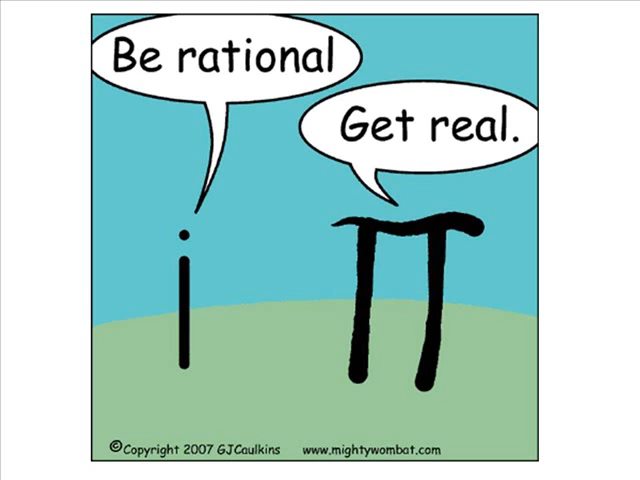 Be rational
Get real.
i
π
©Copyright 2007 GJCaulkins www.mightywombat.com